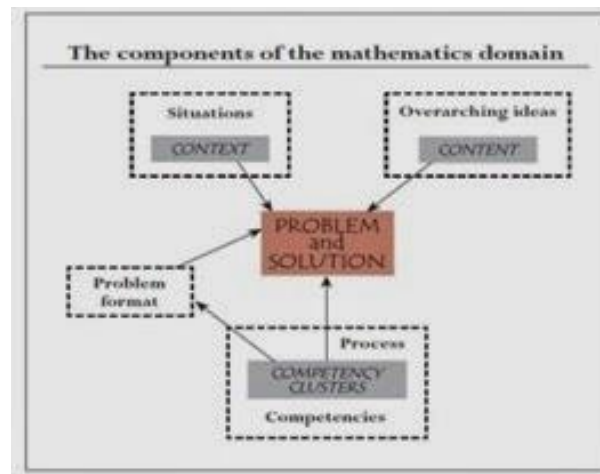 The components of the mathematics domain
Situations
CONTEXT
Overarching ideas
CONTENT
PROBLEM
and
SOLUTION
Problem
format
Process
COMPETENCY
CLUSTERS
Competencies